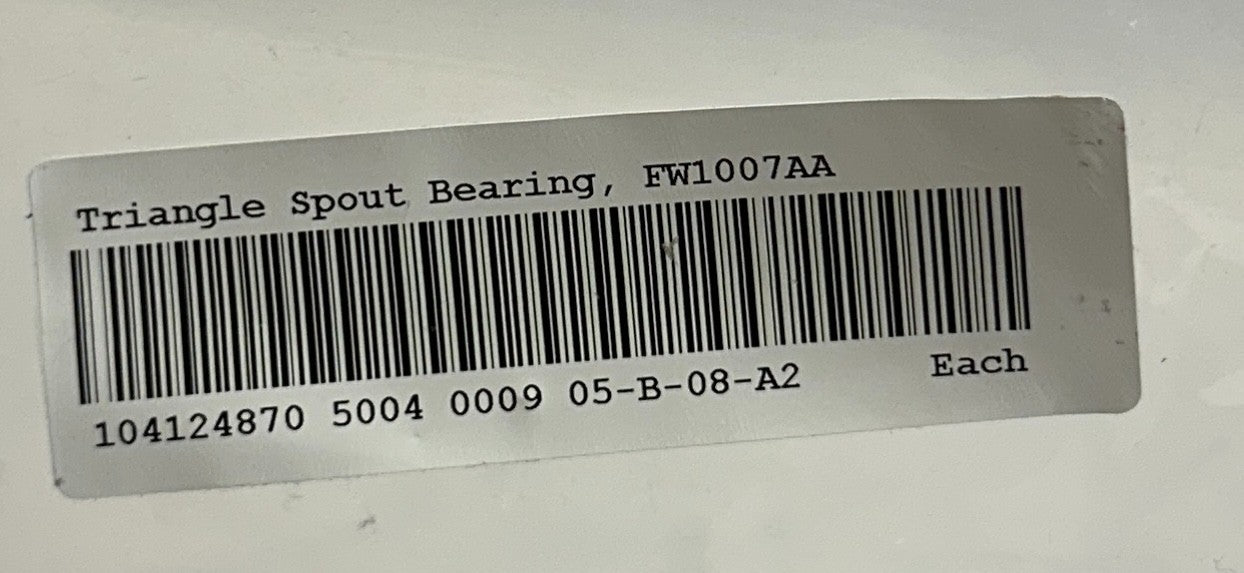 Triangle Spout Bearing, FW1007AA
104124870 5004 0009 05-B-08-A2 Each